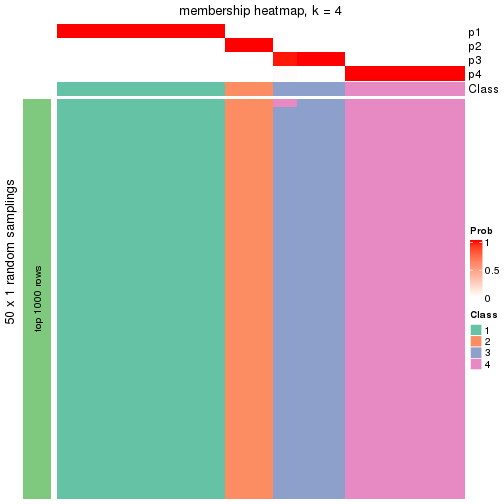 membership heatmap, k = 4
p1
p2
p3
p4
Class
50 x 1 random samplings
top 1000 rows
Prob
1
0.5
0
Class
1
2
3
4